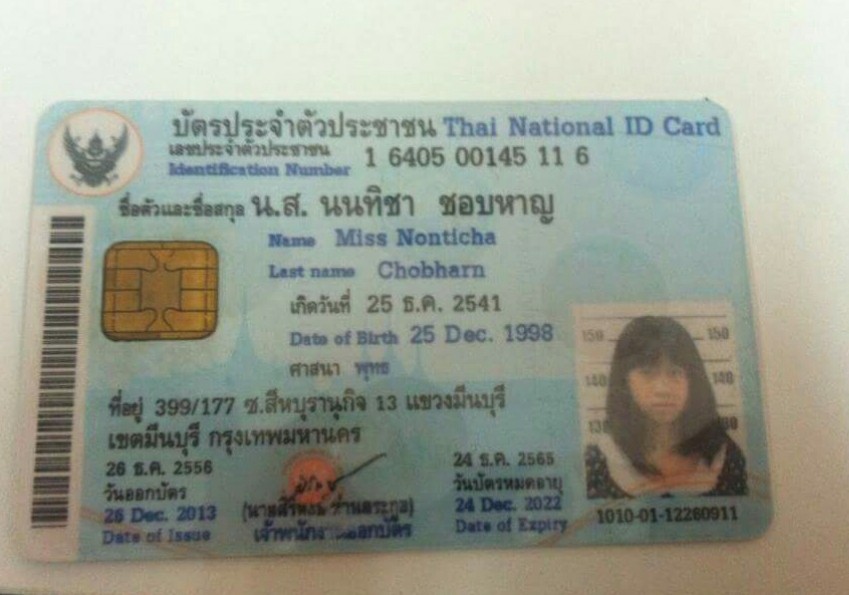 บัตรประจำตัวประชาชน Thai National ID Card
เลขประจำตัวประชาชน
Identification Number 1 6405 00145 11 6
ชื่อตัวและชื่อสกุล น.ส. นนทิชา ชอบหาญ
Name Miss Nonticha
Last name Chobharn
เกิดวันที่ 25 ธ.ค. 2541
Date of Birth 25 Dec. 1998
ศาสนา พุทธ
ที่อยู่ 399/177 ซ.สีหบุรานุกิจ 13 แขวงมีนบุรี
เขตมีนบุรี กรุงเทพมหานคร
26 ธ.ค. 2556
วันออกบัตร
26 Dec. 2013
Date of Issue
เจ้าพนักงานออกบัตร
24 ธ.ค. 2565
วันบัตรหมดอายุ
24 Dec. 2022
Date of Expiry
150 150
140 140
130
1010-01-12260911